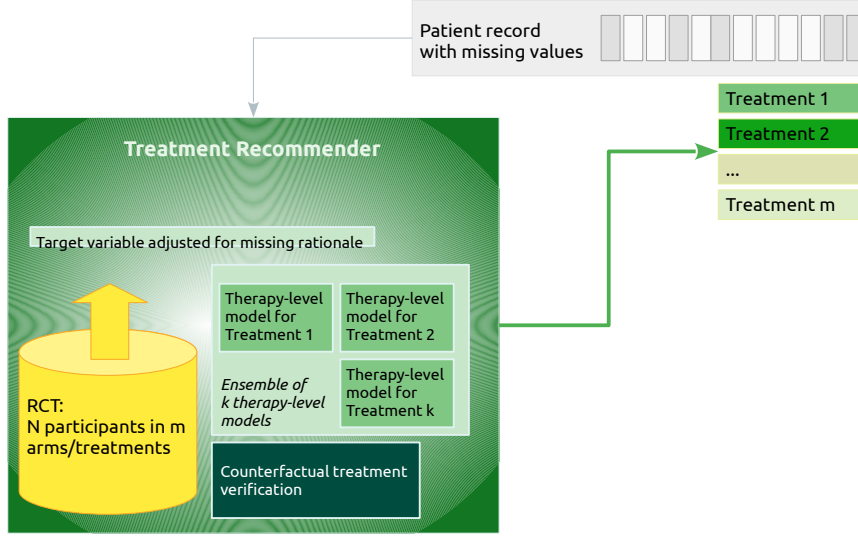 Patient record
with missing values
Treatment 1
Treatment 2
...
Treatment m
Treatment Recommender
Target variable adjusted for missing rationale
Therapy-level
model for
Treatment 1
Therapy-level
model for
Treatment 2
Ensemble of
k therapy-level
models
Therapy-level
model for
Treatment k
RCT:
N participants in m
arms/treatments
Counterfactual treatment
verification